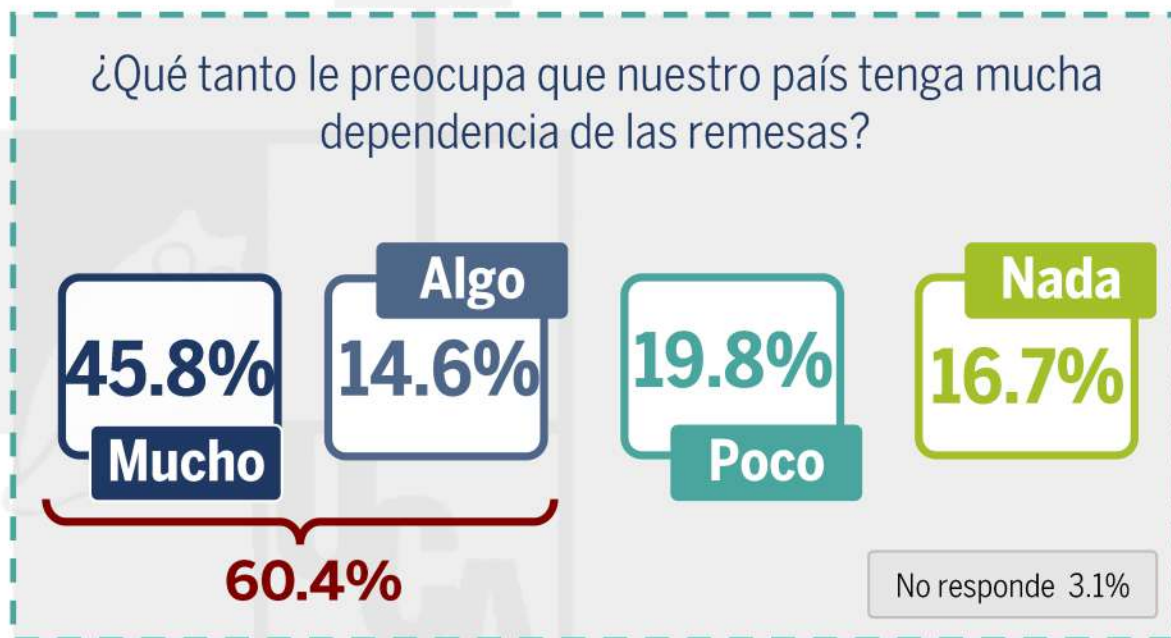 ¿Qué tanto le preocupa que nuestro país tenga mucha
dependencia de las remesas?
45.8%
Mucho
Algo
14.6%
19.8%
Poco
Nada
16.7%
60.4%
No responde 3.1%